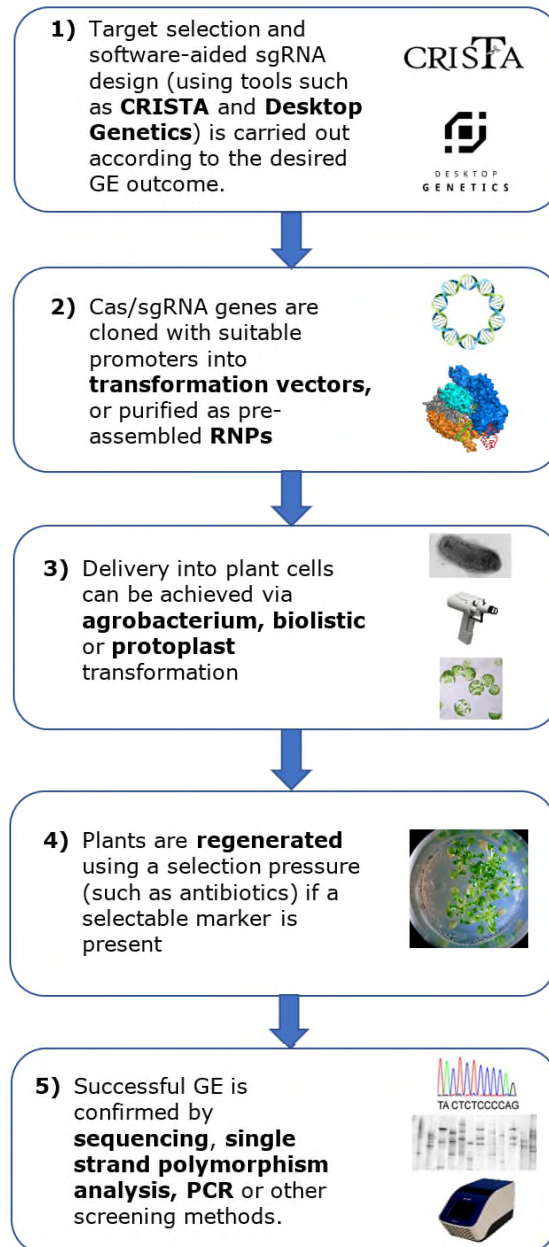 1) Target selection and
software-aided sgRNA
design (using tools such
as CRISTA and Desktop
Genetics) is carried out
according to the desired
GE outcome.
CRISTA
DESKTOP
GENETICS
2) Cas/sgRNA genes are
cloned with suitable
promoters into
transformation vectors,
or purified as pre-
assembled RNPs
3) Delivery into plant cells
can be achieved via
agrobacterium, biolistic
or protoplast
transformation
4) Plants are regenerated
using a selection pressure
(such as antibiotics) if a
selectable marker is
present
5) Successful GE is
confirmed by
sequencing, single
strand polymorphism
analysis, PCR or other
screening methods.
TA CTCTCCCCAG